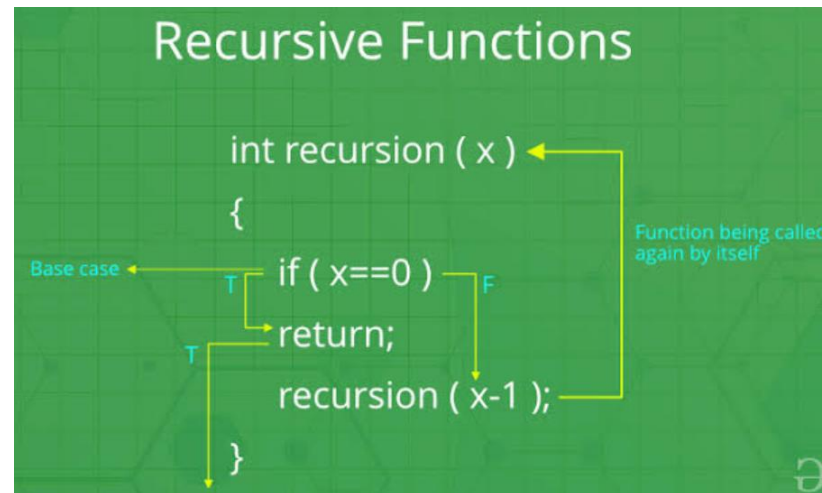 Recursive Functions
int recursion ( x )
{
Function being called
again by itself
Base case
T
if ( x==0 )
F
return;
T
recursion ( x-1 );
}